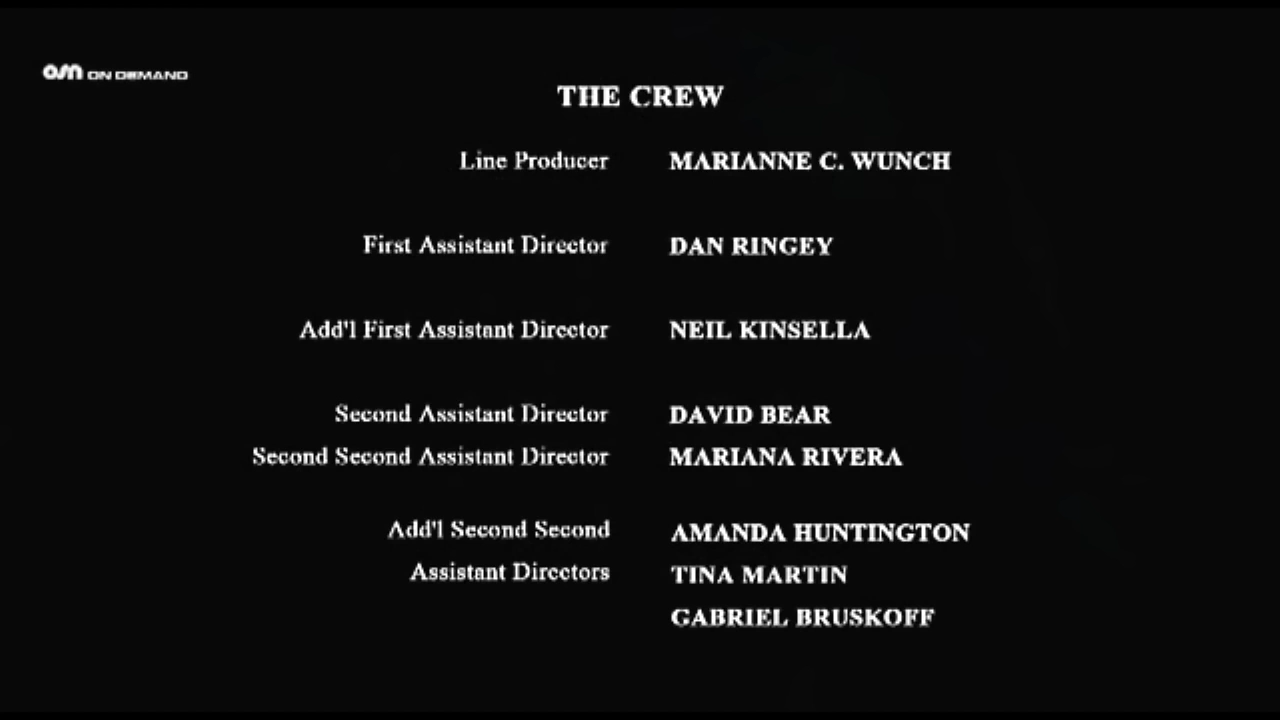 OSN ON DEMAND
THE CREW
Line Producer MARIANNE C. WUNCH
First Assistant Director DAN RINGEY
Add'l First Assistant Director NEIL KINSELLA
Second Assistant Director DAVID BEAR
Second Second Assistant Director MARIANA RIVERA
Add'l Second Second AMANDA HUNTINGTON
Assistant Directors TINA MARTIN
GABRIEL BRUSKOFF